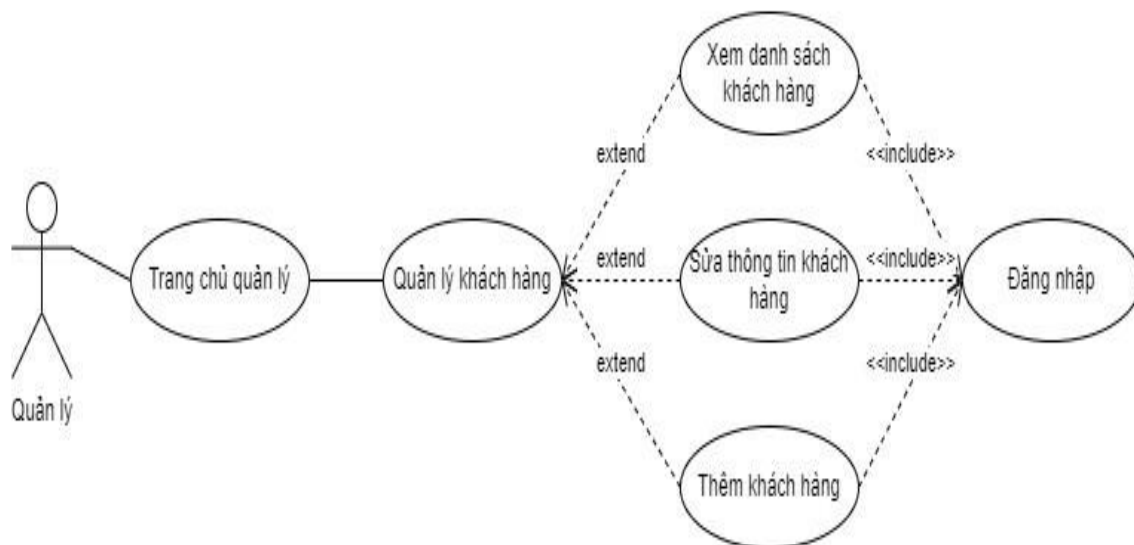 Xem danh sách
khách hàng
extend
<<include>>
Trang chủ quản lý
Quản lý khách hàng
extend
Sửa thông tin khách
hàng
<<include>>
Đăng nhập
extend
<<include>>
Quản lý
Thêm khách hàng